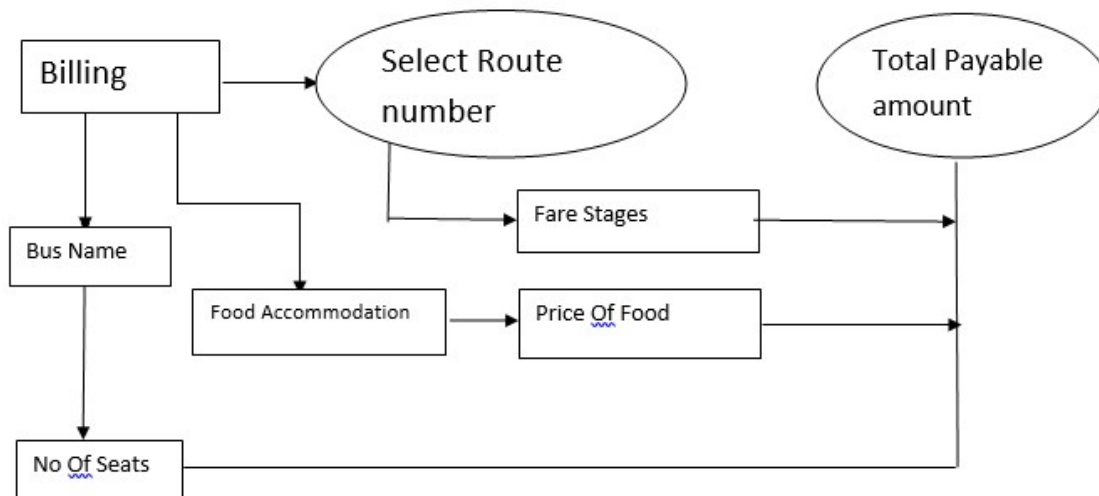 Billing
Select Route
number
Total Payable
amount
Fare Stages
Bus Name
Food Accommodation
Price Of Food
No Of Seats